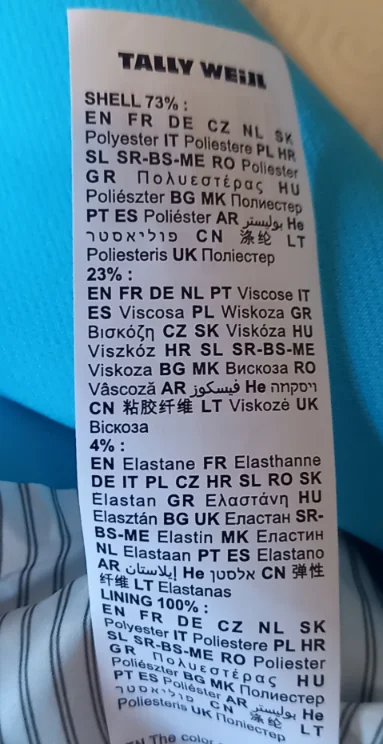 TALLY WEiJL
SHELL 73% :
EN FR DE CZ NL SK
Polyester IT Poliestere PL HR
SL SR-BS-ME RO Poliester
GR Πολυεστέρας HU
Poliészter BG MK Полиестер
PT ES Poliéster AR بوليستر He
פוליאסטר CN 涤纶 LT
Poliesteris UK Поліестер
23% :
EN FR DE NL PT Viscose IT
ES Viscosa PL Wiskoza GR
Βισκόζη CZ SK Viskóza HU
Viszkóz HR SL SR-BS-ME
Viskoza BG MK Вискоза RO
Vâscoză AR فيسكوز He ויסקוזה
CN 粘胶纤维 LT Viskozė UK
Віскоза
4% :
EN Elastane FR Elasthanne
DE IT PL CZ HR SL RO SK
Elastan GR Ελαστάνη HU
Elasztán BG UK Еластан SR-
BS-ME Elastin MK Еластин
NL Elastaan PT ES Elastano
AR إيلاستان He אלסטן CN 弹性
纤维 LT Elastanas
LINING 100% :
EN FR DE CZ NL SK
Polyester IT Poliestere PL HR
SL SR-BS-ME RO Poliester
GR Πολυεστέρας HU
Poliészter BG MK Полиестер
PT ES Poliéster AR بوليستر He
פוליאסטר CN 涤纶 LT
Poliesteris UK Поліестер
EN The color